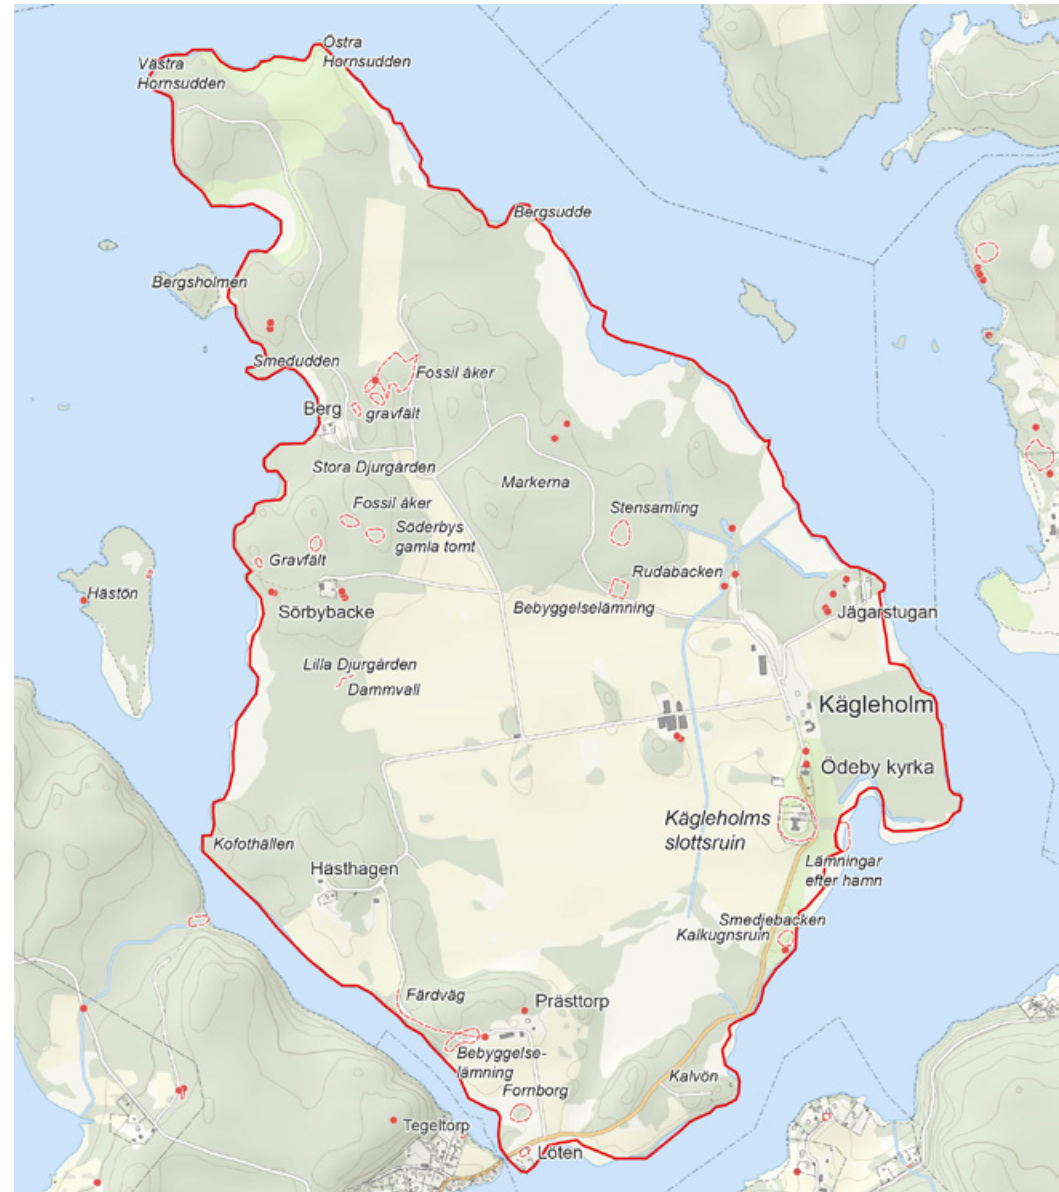 Östra
Hornsudden
Västra
Hornsudden
Bergsudde
Bergsholmen
Smedudden
Fossil åker
Berg
gravfält
Stora Djurgården
Markerna
Fossil åker
Söderbys
gamla tomt
Stensamling
Gravfält
Rudabacken
Hästön
Sörbybacke
Bebyggelselämning
Jägarstugan
Lilla Djurgården
Dammvall
Kägleholm
Ödeby kyrka
Kägleholms
slottsruin
Kofothällen
Hästhagen
Lämningar
efter hamn
Smedjebacken
Kalkugnsruin
Färdväg
Prästtorp
Bebyggelse-
lämning
Kalvön
Fornborg
Tegeltorp
Löten